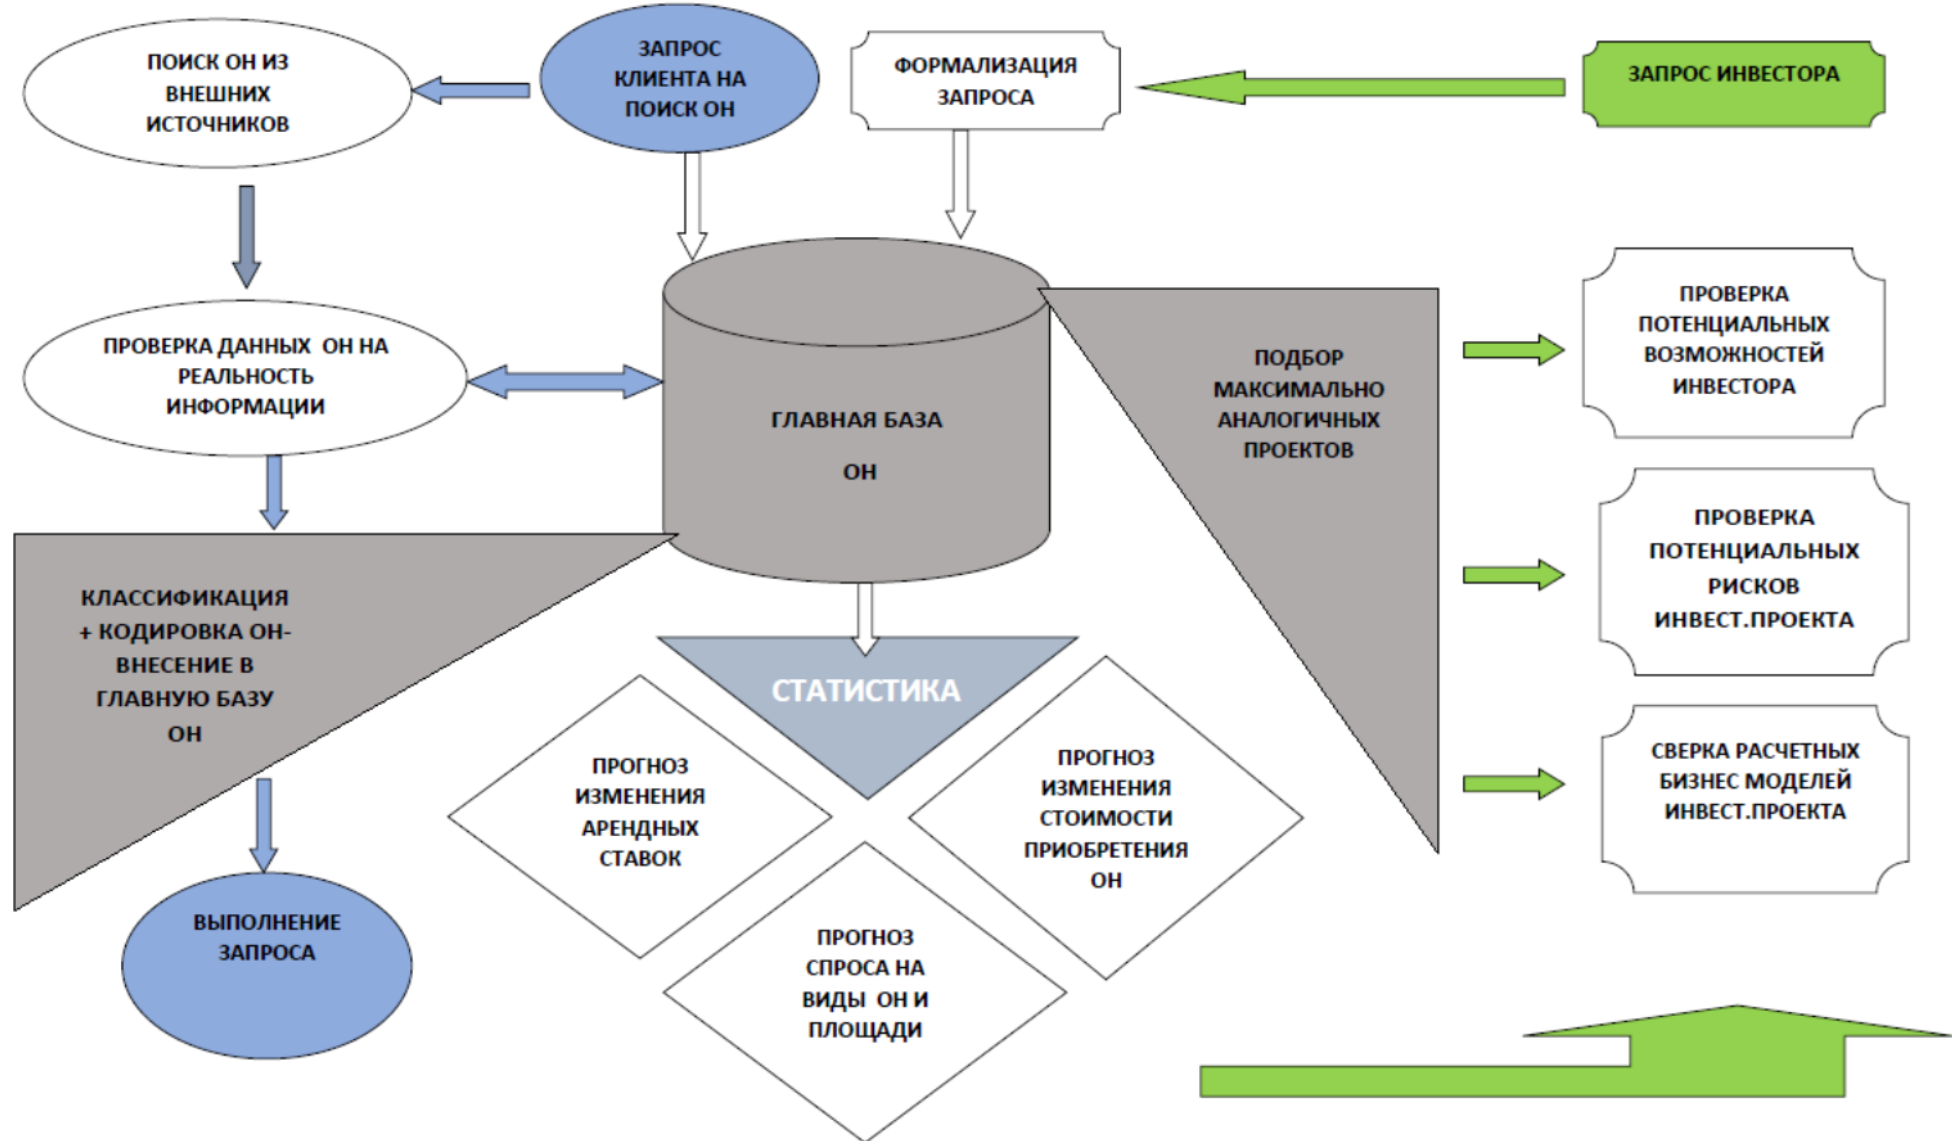 ПОИСК ОН ИЗ
ВНЕШНИХ
ИСТОЧНИКОВ
ЗАПРОС
КЛИЕНТА НА
ПОИСК ОН
ФОРМАЛИЗАЦИЯ
ЗАПРОСА
ЗАПРОС ИНВЕСТОРА
ПРОВЕРКА ДАННЫХ ОН НА
РЕАЛЬНОСТЬ
ИНФОРМАЦИИ
ГЛАВНАЯ БАЗА
ОН
ПОДБОР
МАКСИМАЛЬНО
АНАЛОГИЧНЫХ
ПРОЕКТОВ
ПРОВЕРКА
ПОТЕНЦИАЛЬНЫХ
ВОЗМОЖНОСТЕЙ
ИНВЕСТОРА
ПРОВЕРКА
ПОТЕНЦИАЛЬНЫХ
РИСКОВ
ИНВЕСТ.ПРОЕКТА
СВЕРКА РАСЧЕТНЫХ
БИЗНЕС МОДЕЛЕЙ
ИНВЕСТ.ПРОЕКТА
КЛАССИФИКАЦИЯ
+ КОДИРОВКА ОН-
ВНЕСЕНИЕ В
ГЛАВНУЮ БАЗУ
ОН
СТАТИСТИКА
ПРОГНОЗ
ИЗМЕНЕНИЯ
АРЕНДНЫХ
СТАВОК
ПРОГНОЗ
ИЗМЕНЕНИЯ
СТОИМОСТИ
ПРИОБРЕТЕНИЯ
ОН
ПРОГНОЗ
СПРОСА НА
ВИДЫ ОН И
ПЛОЩАДИ
ВЫПОЛНЕНИЕ
ЗАПРОСА